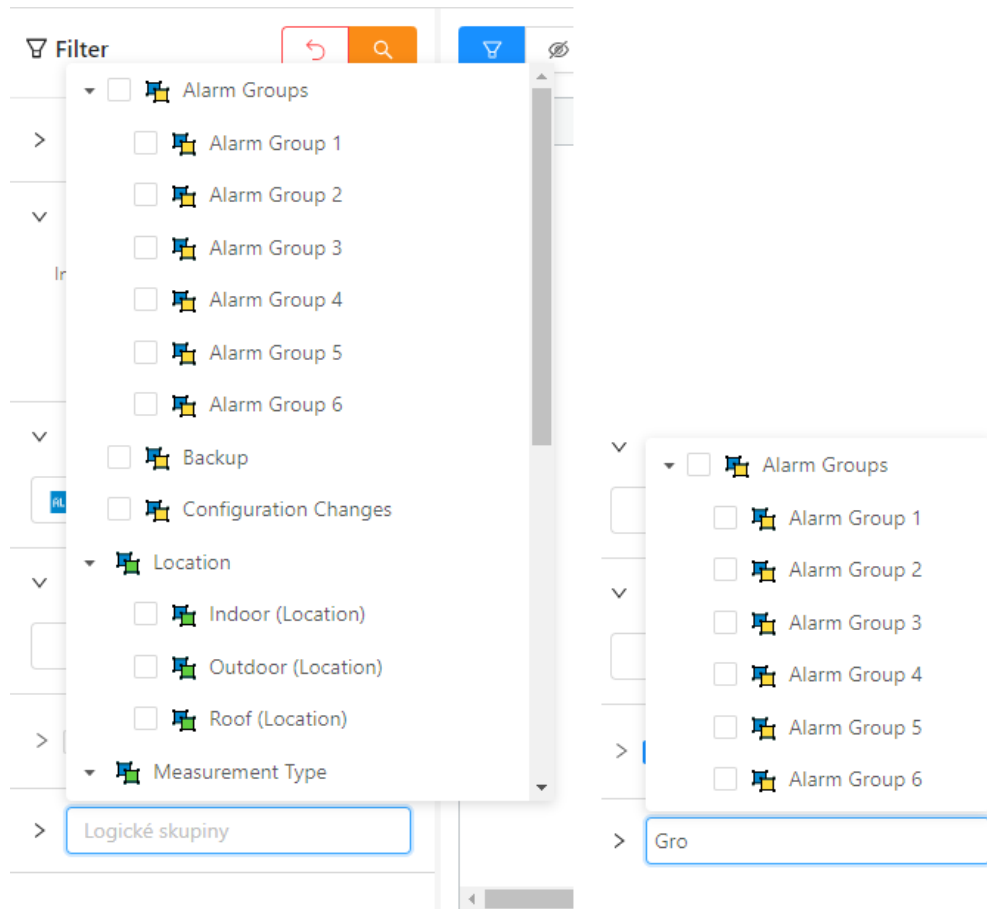 Filter
Alarm Groups
Alarm Group 1
Alarm Group 2
Alarm Group 3
Alarm Group 4
Alarm Group 5
Alarm Group 6
Backup
Configuration Changes
Location
Indoor (Location)
Outdoor (Location)
Roof (Location)
Measurement Type
Logické skupiny
Alarm Groups
Alarm Group 1
Alarm Group 2
Alarm Group 3
Alarm Group 4
Alarm Group 5
Alarm Group 6
Gro